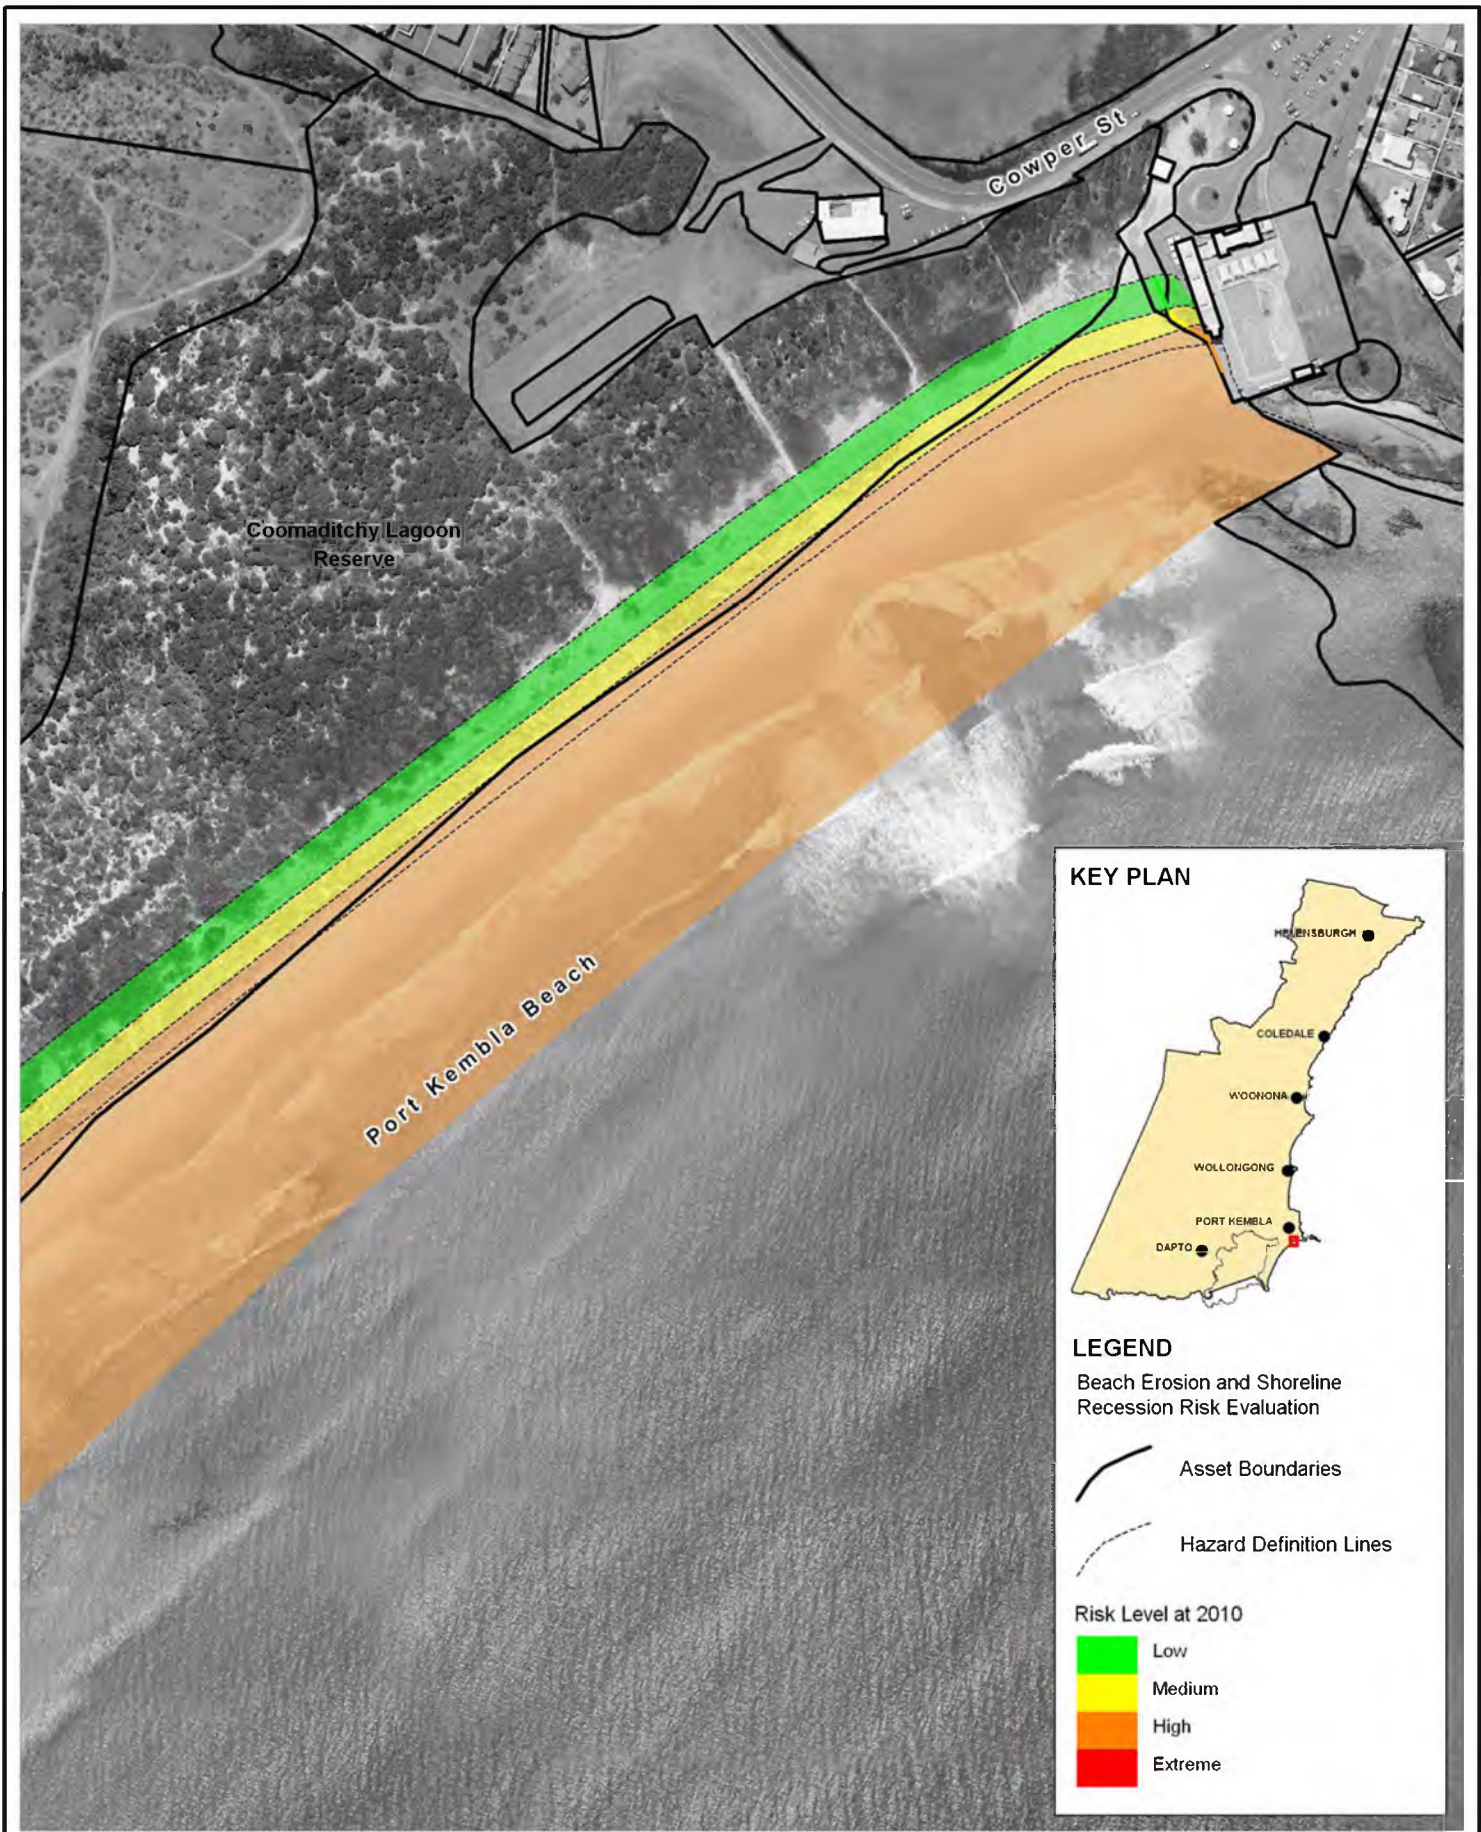 Cowper St
Coomaditchy Lagoon
Reserve
Port Kembla Beach
KEY PLAN
HELENSBURGH
COLEDALE
WOONONA
WOLLONGONG
PORT KEMBLA
DAPTO
LEGEND
Beach Erosion and Shoreline
Recession Risk Evaluation
Asset Boundaries
Hazard Definition Lines
Risk Level at 2010
Low
Medium
High
Extreme